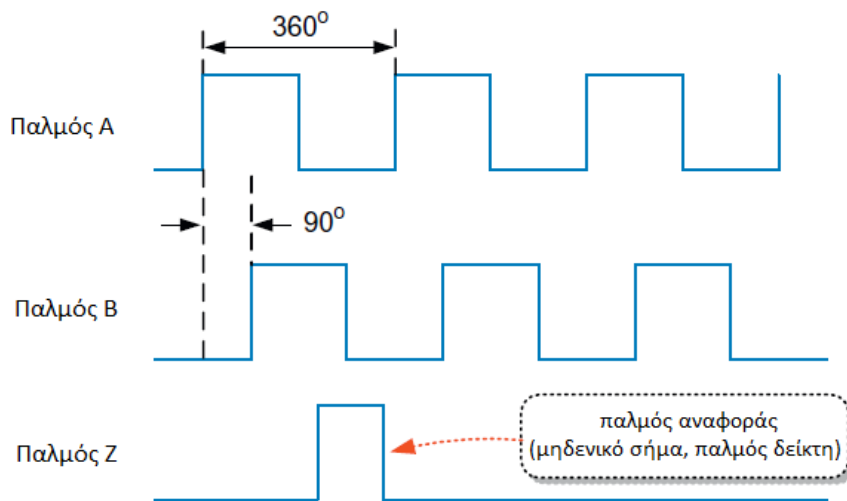 360°
Παλμός Α
90°
Παλμός Β
παλμός αναφοράς
(μηδενικό σήμα, παλμός δείκτη)
Παλμός Ζ